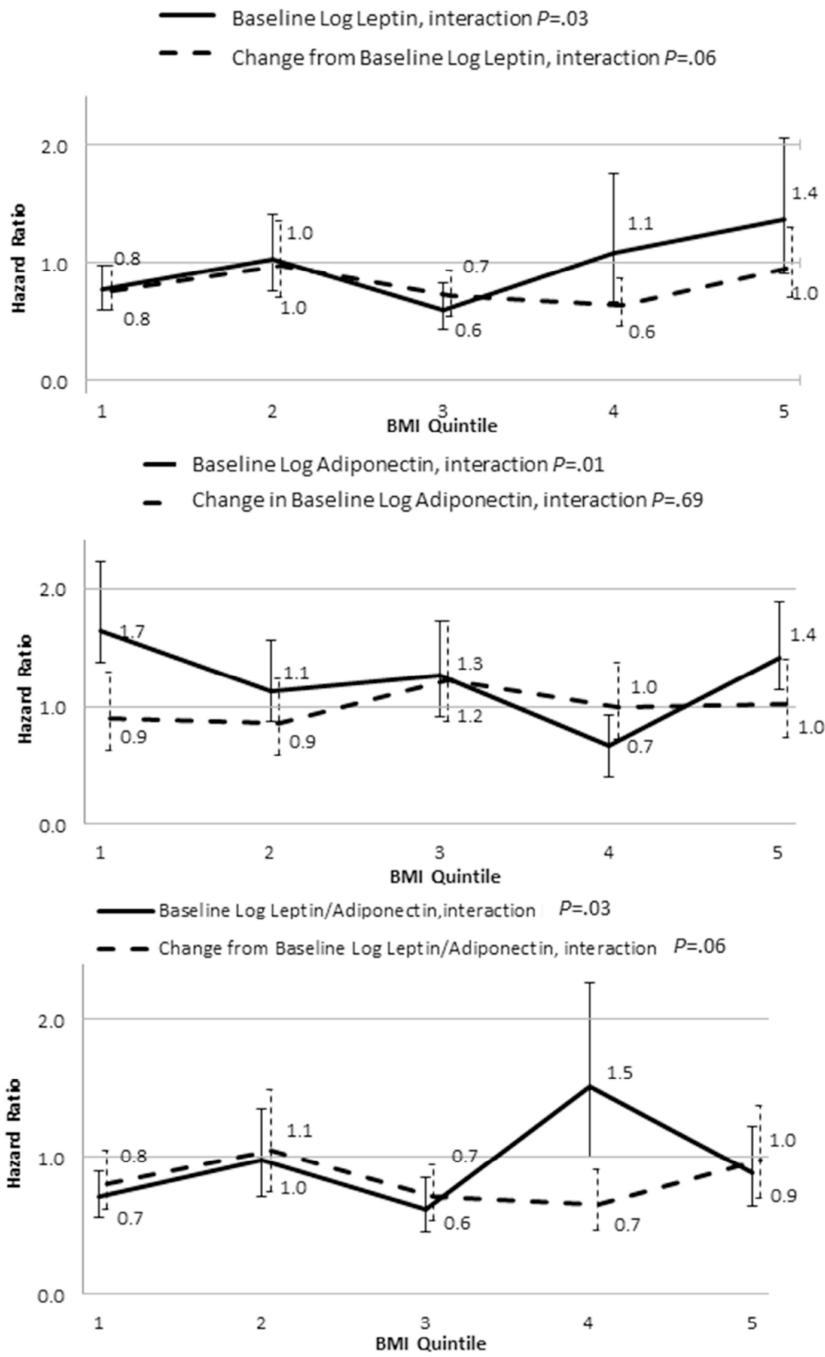 Baseline Log Leptin, interaction P=.03
Change from Baseline Log Leptin, interaction P=.06
Hazard Ratio
2.0
1.0
0.0
0.8
0.8
1.0
1.0
0.7
0.6
1.1
0.6
1.4
1.0
1 2 3 4 5
BMI Quintile
Baseline Log Adiponectin, interaction P=.01
Change in Baseline Log Adiponectin, interaction P=.69
Hazard Ratio
2.0
1.0
0.0
1.7
0.9
1.1
0.9
1.3
1.2
1.0
0.7
1.4
1.0
1 2 3 4 5
BMI Quintile
Baseline Log Leptin/Adiponectin,interaction P=.03
Change from Baseline Log Leptin/Adiponectin, interaction P=.06
Hazard Ratio
2.0
1.0
0.0
0.8
0.7
1.1
1.0
0.7
0.6
1.5
0.7
1.0
0.9
1 2 3 4 5
BMI Quintile